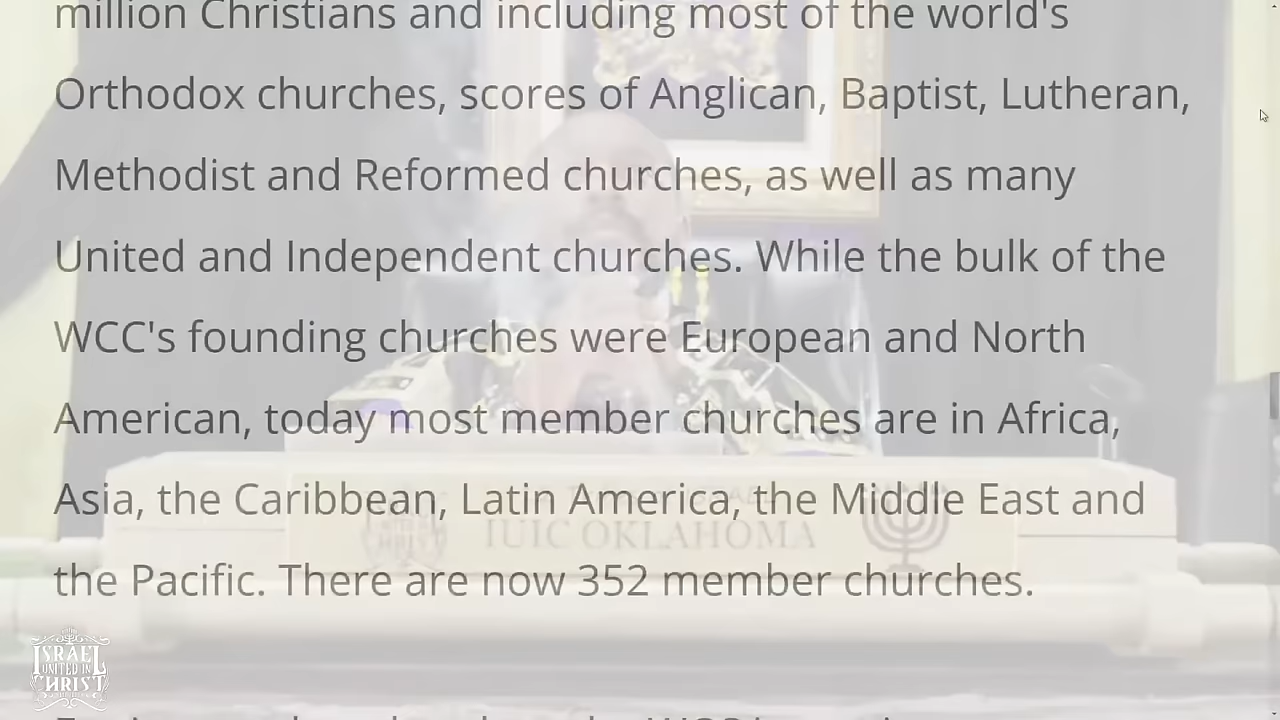 million Christians and including most of the world's
Orthodox churches, scores of Anglican, Baptist, Lutheran,
Methodist and Reformed churches, as well as many
United and Independent churches. While the bulk of the
WCC's founding churches were European and North
American, today most member churches are in Africa,
Asia, the Caribbean, Latin America, the Middle East and
the Pacific. There are now 352 member churches.
IUIC OKLAHOMA
ISRAEL
UNITED IN
CHRIST